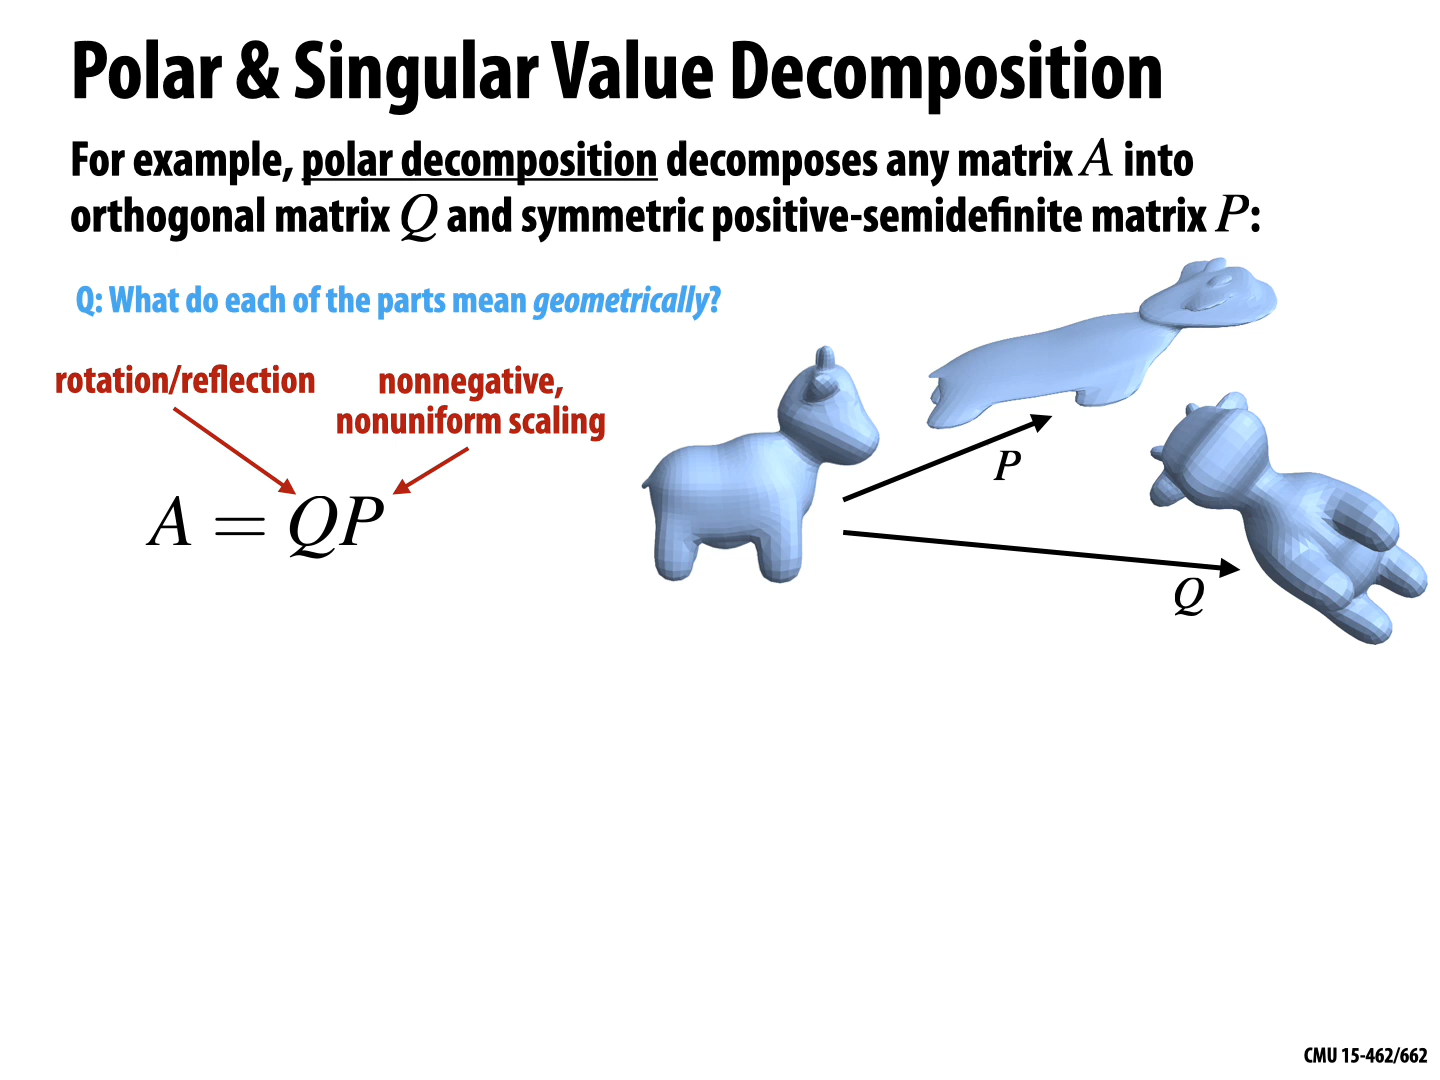 Polar & Singular Value Decomposition
For example, polar decomposition decomposes any matrix A into
orthogonal matrix Q and symmetric positive-semidefinite matrix P:
Q: What do each of the parts mean geometrically?
rotation/reflection
nonnegative,
nonuniform scaling
A = QP
P
Q
CMU 15-462/662